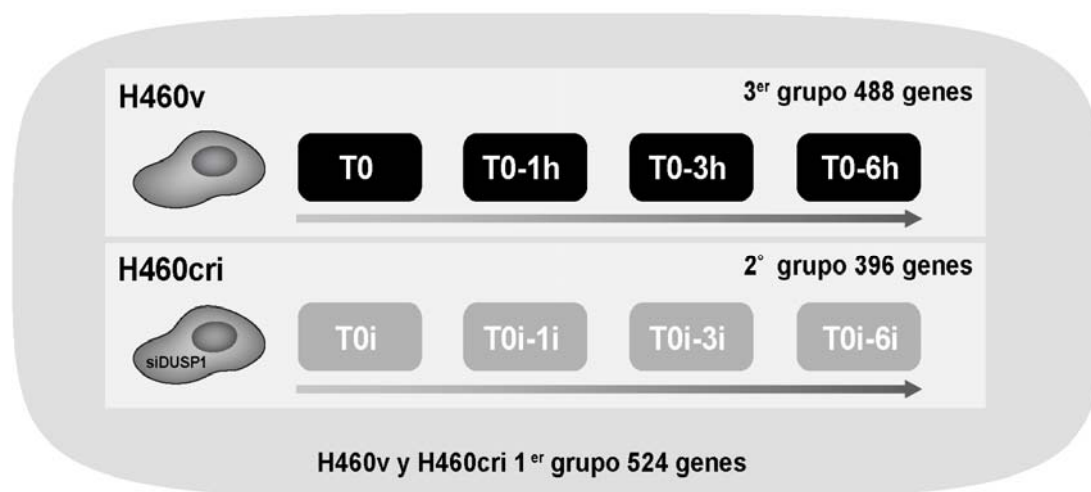 H460v 3er grupo 488 genes
T0 T0-1h T0-3h T0-6h
H460cri 2° grupo 396 genes
siDUSP1
T0i T0i-1i T0i-3i T0i-6i
H460v y H460cri 1er grupo 524 genes